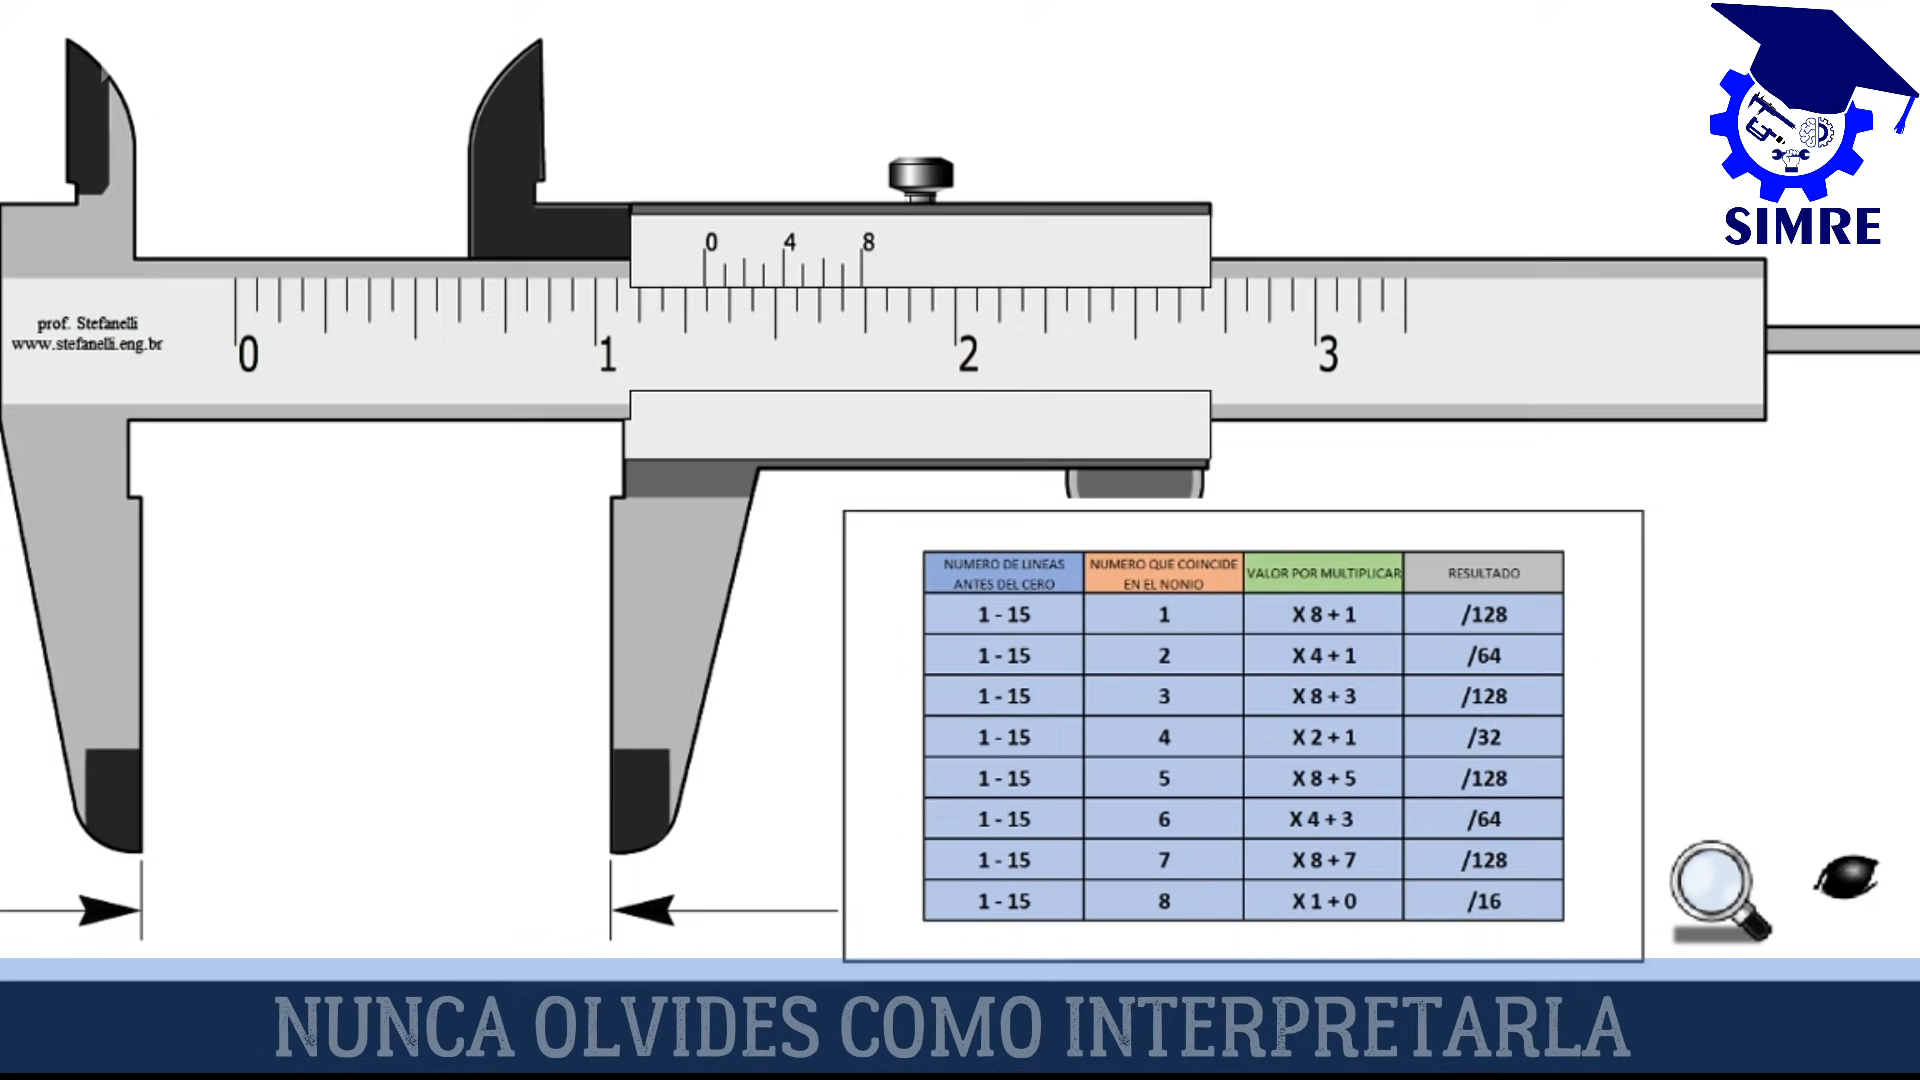 SIMRE
0 4 8
prof. Stefanelli
www.stefanelli.eng.br
0 1 2 3
NUMERO DE LINEAS ANTES DEL CERO NUMERO QUE COINCIDE EN EL NONIO VALOR POR MULTIPLICAR RESULTADO
1 - 15 1 X 8 + 1 /128
1 - 15 2 X 4 + 1 /64
1 - 15 3 X 8 + 3 /128
1 - 15 4 X 2 + 1 /32
1 - 15 5 X 8 + 5 /128
1 - 15 6 X 4 + 3 /64
1 - 15 7 X 8 + 7 /128
1 - 15 8 X 1 + 0 /16
NUNCA OLVIDES COMO INTERPRETARLA